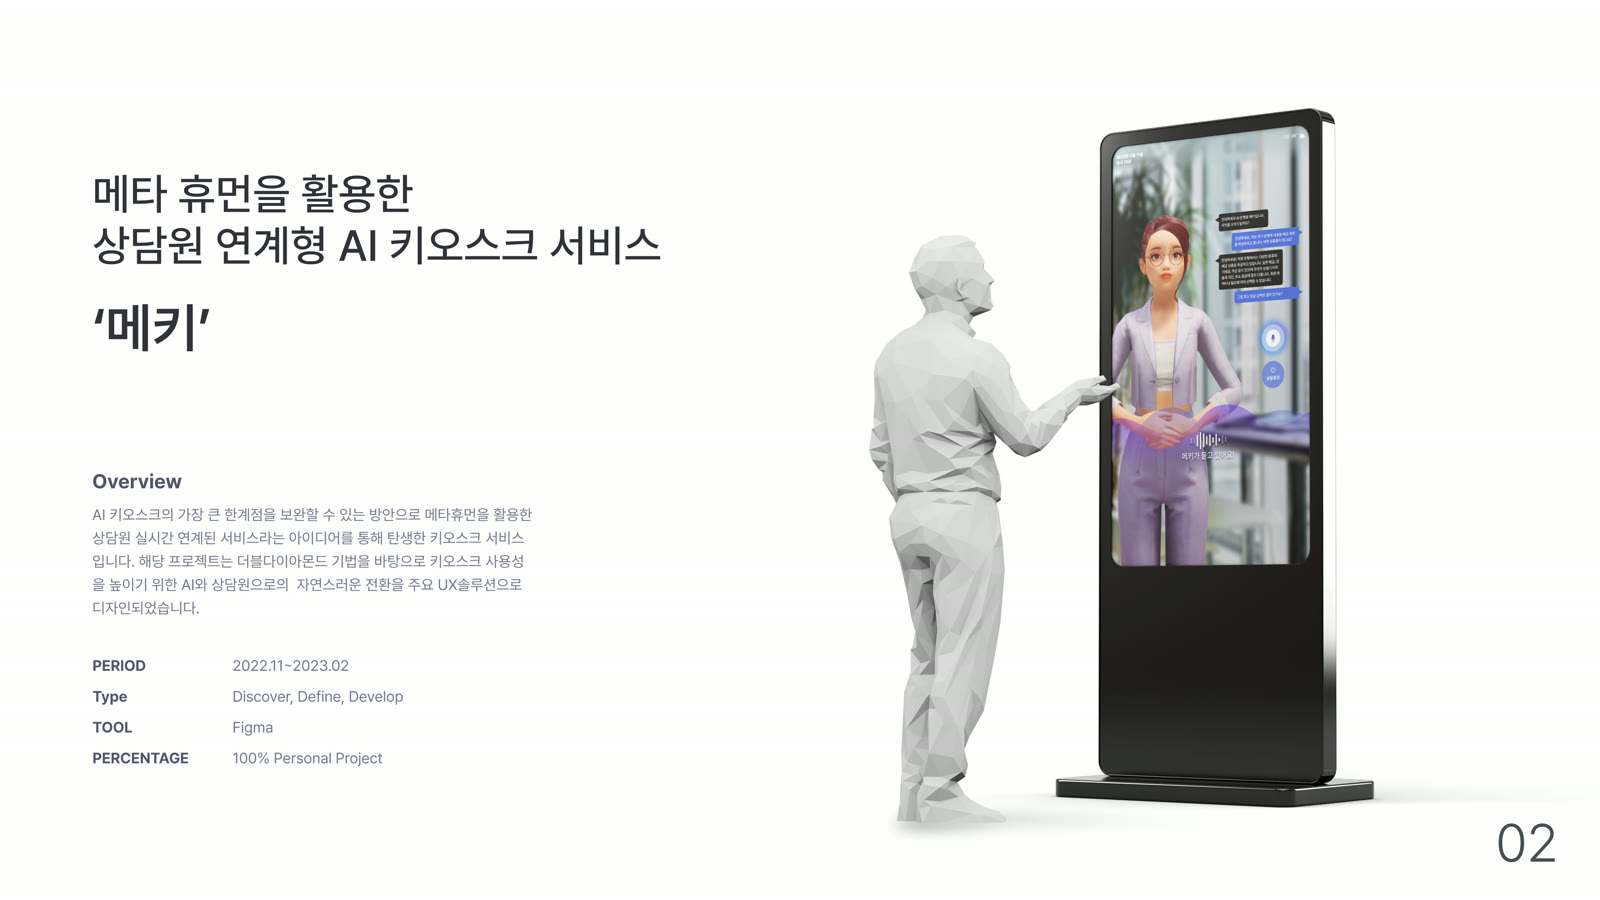 메타 휴먼을 활용한
상담원 연계형 AI 키오스크 서비스
‘메키’
Overview
AI 키오스크의 가장 큰 한계점을 보완할 수 있는 방안으로 메타휴먼을 활용한
상담원 실시간 연계된 서비스라는 아이디어를 통해 탄생한 키오스크 서비스
입니다. 해당 프로젝트는 더블다이아몬드 기법을 바탕으로 키오스크 사용성
을 높이기 위한 AI와 상담원으로의 자연스러운 전환을 주요 UX솔루션으로
디자인되었습니다.
PERIOD 2022.11~2023.02
Type Discover, Define, Develop
TOOL Figma
PERCENTAGE 100% Personal Project
메키가 듣고 있어요!
02